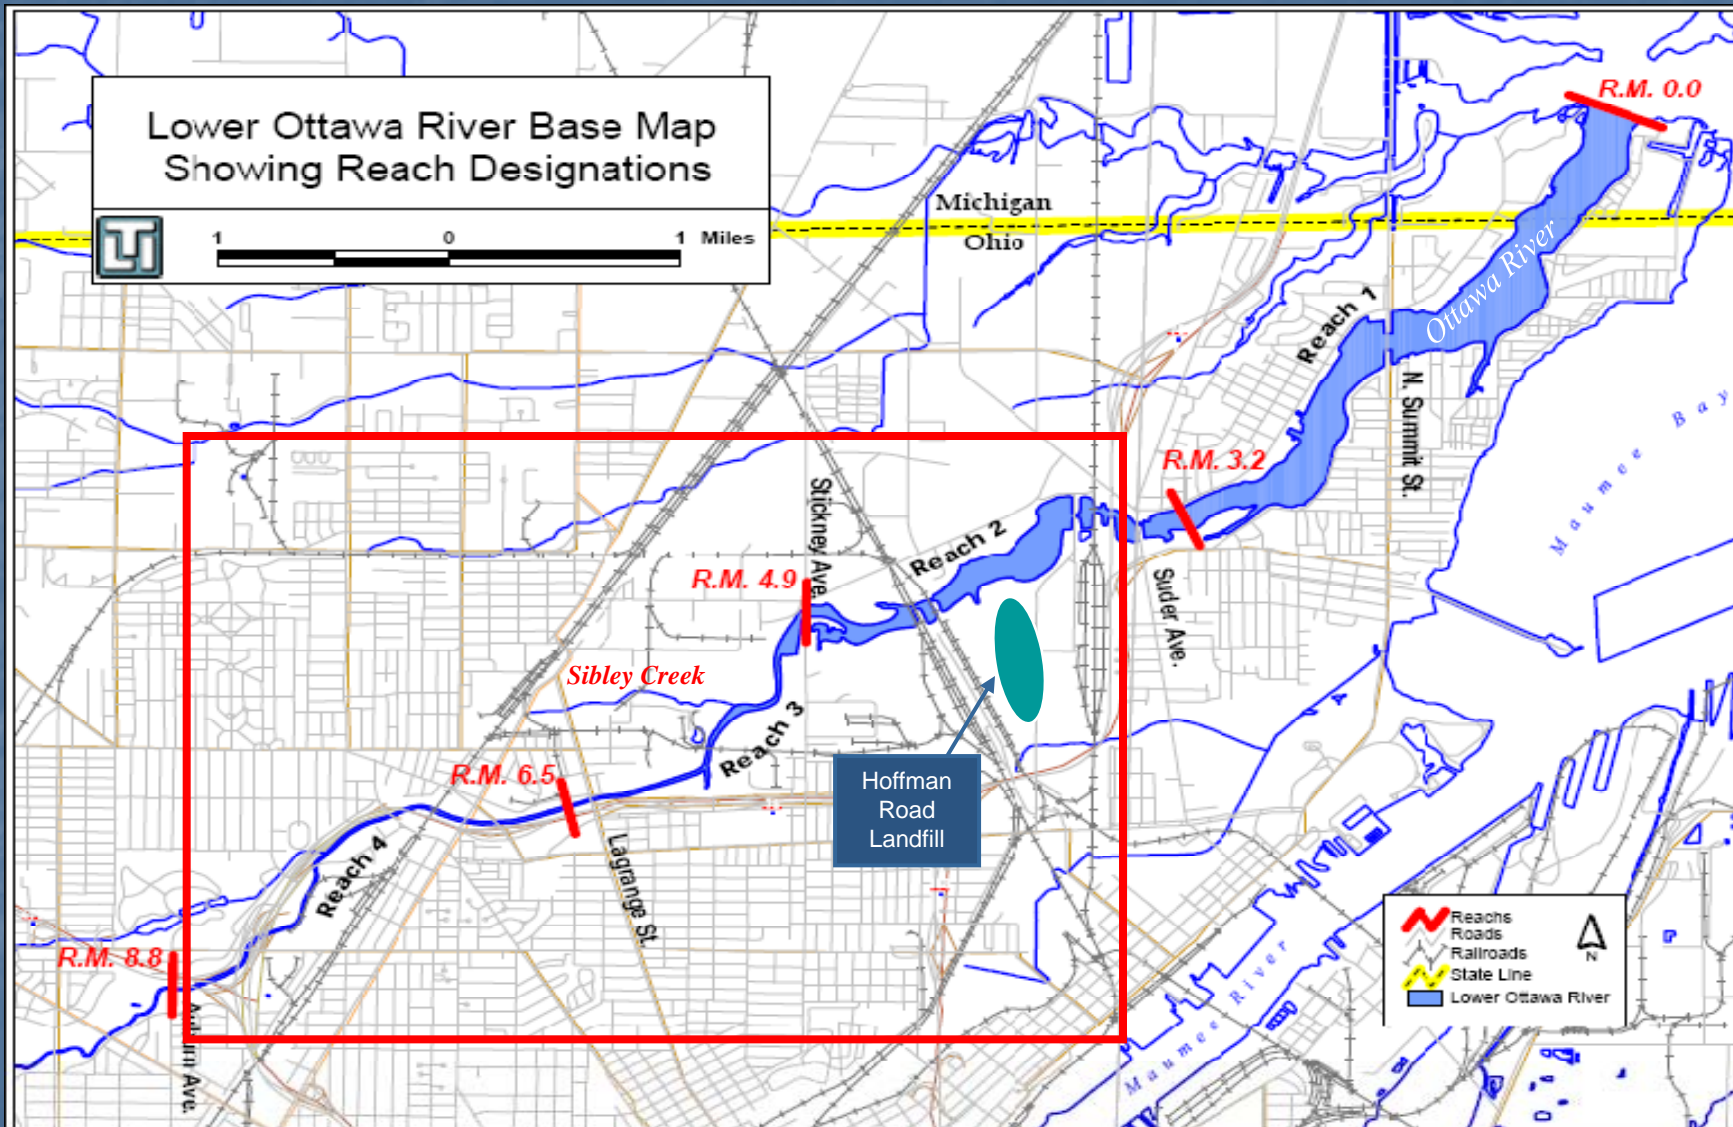 Lower Ottawa River Base Map
Showing Reach Designations
1 0 1 Miles
R.M. 0.0
Michigan
Ohio
Ottawa River
Reach 1
N. Summit St.
Maumee Bay
R.M. 3.2
Stickney Ave.
Reach 2
R.M. 4.9
Suder Ave.
Sibley Creek
Reach 3
R.M. 6.5
Hoffman
Road
Landfill
Lagrange St.
Reach 4
R.M. 8.8
Auburn Ave.
Maumee River
Reachs
Roads
Railroads
State Line
Lower Ottawa River
N